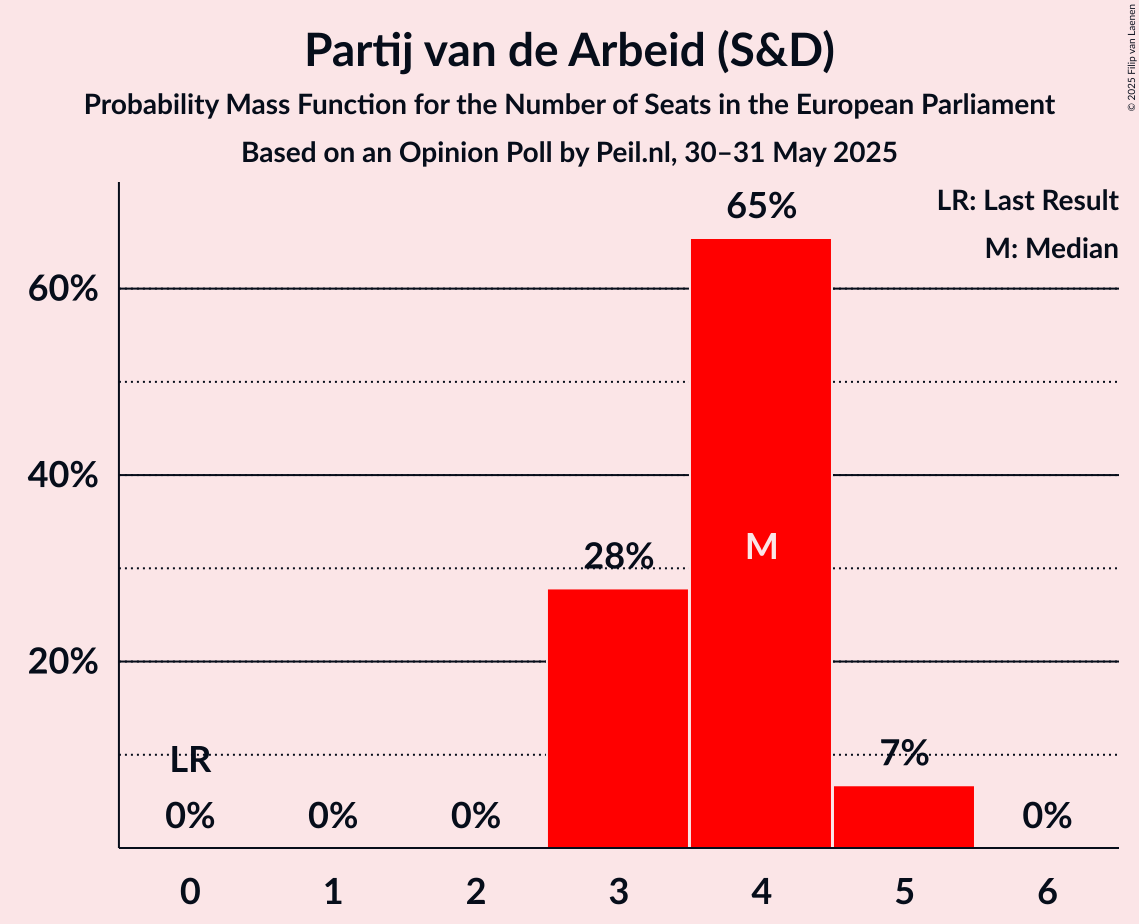 Partij van de Arbeid (S&D)
Probability Mass Function for the Number of Seats in the European Parliament
Based on an Opinion Poll by Peil.nl, 30–31 May 2025
© 2025 Filip van Laenen
LR: Last Result
M: Median
65%
60%
40%
28%
M
20%
LR
7%
0%
0%
0%
0%
0
1
2
3
4
5
6